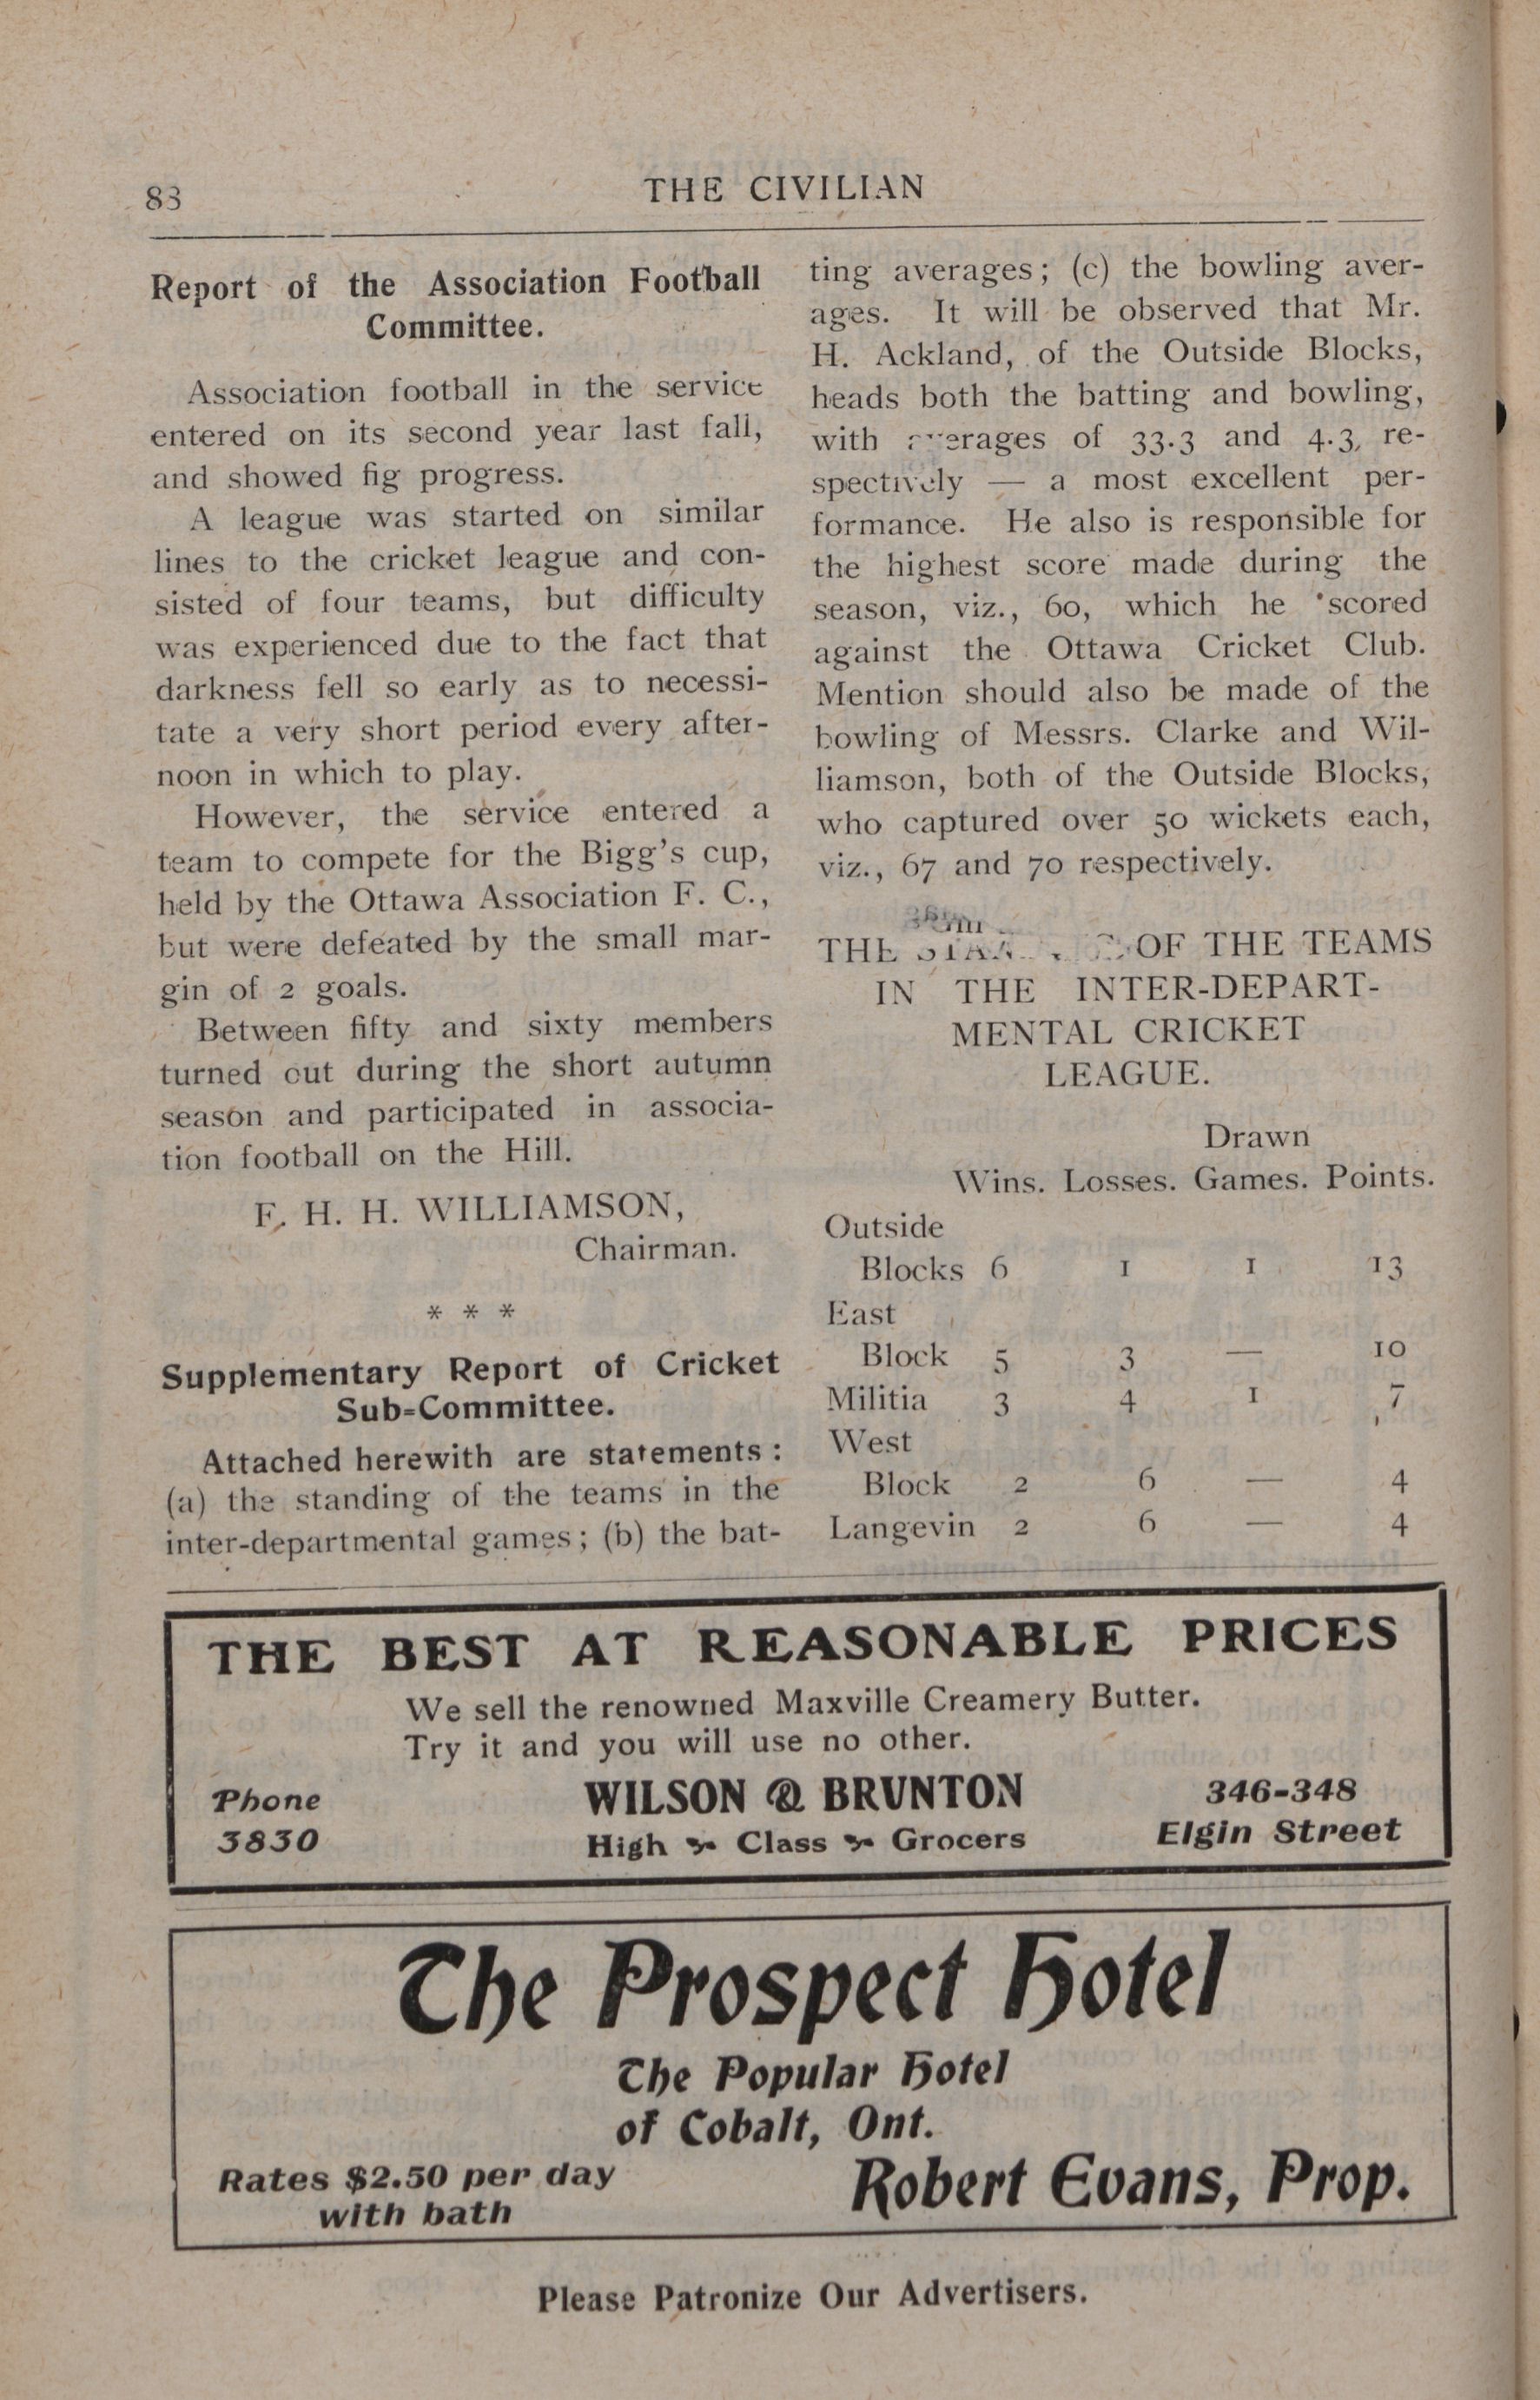 83
THE CIVILIAN
Report of the Association Football
Committee.
Association football in the service
entered on its second year last fall,
and showed fig progress.
A league was started on similar
lines to the cricket league and con-
sisted of four teams, but difficulty
was experienced due to the fact that
darkness fell so early as to necessi-
tate a very short period every after-
noon in which to play.
However, the service entered a
team to compete for the Bigg's cup,
held by the Ottawa Association F. C.,
but were defeated by the small mar-
gin of 2 goals.
Between fifty and sixty members
turned out during the short autumn
season and participated in associa-
tion football on the Hill.
F. H. H. WILLIAMSON,
Chairman.
* * *
Supplementary Report of Cricket
Sub-Committee.
Attached herewith are statements:
(a) the standing of the teams in the
inter-departmental games; (b) the bat-
ting averages; (c) the bowling aver-
ages. It will be observed that Mr.
H. Ackland, of the Outside Blocks,
heads both the batting and bowling,
with averages of 33.3 and 4.3, re-
spectively — a most excellent per-
formance. He also is responsible for
the highest score made during the
season, viz., 60, which he scored
against the Ottawa Cricket Club.
Mention should also be made of the
bowling of Messrs. Clarke and Wil-
liamson, both of the Outside Blocks,
who captured over 50 wickets each,
viz., 67 and 70 respectively.
THE OF THE TEAMS
IN THE INTER-DEPART-
MENTAL CRICKET
LEAGUE.
Drawn
Wins. Losses. Games. Points.
Outside
Blocks 6 1 1 13
East
Block 5 3 — 10
Militia 3 4 1 7
West
Block 2 6 — 4
Langevin 2 6 — 4
THE BEST AT REASONABLE PRICES
We sell the renowned Maxville Creamery Butter.
Try it and you will use no other.
Phone
3830
WILSON & BRUNTON
High Class Grocers
346-348
Elgin Street
The Prospect Hotel
The Popular Hotel
of Cobalt, Ont.
Rates $2.50 per day
with bath
Robert Evans, Prop.
Please Patronize Our Advertisers.